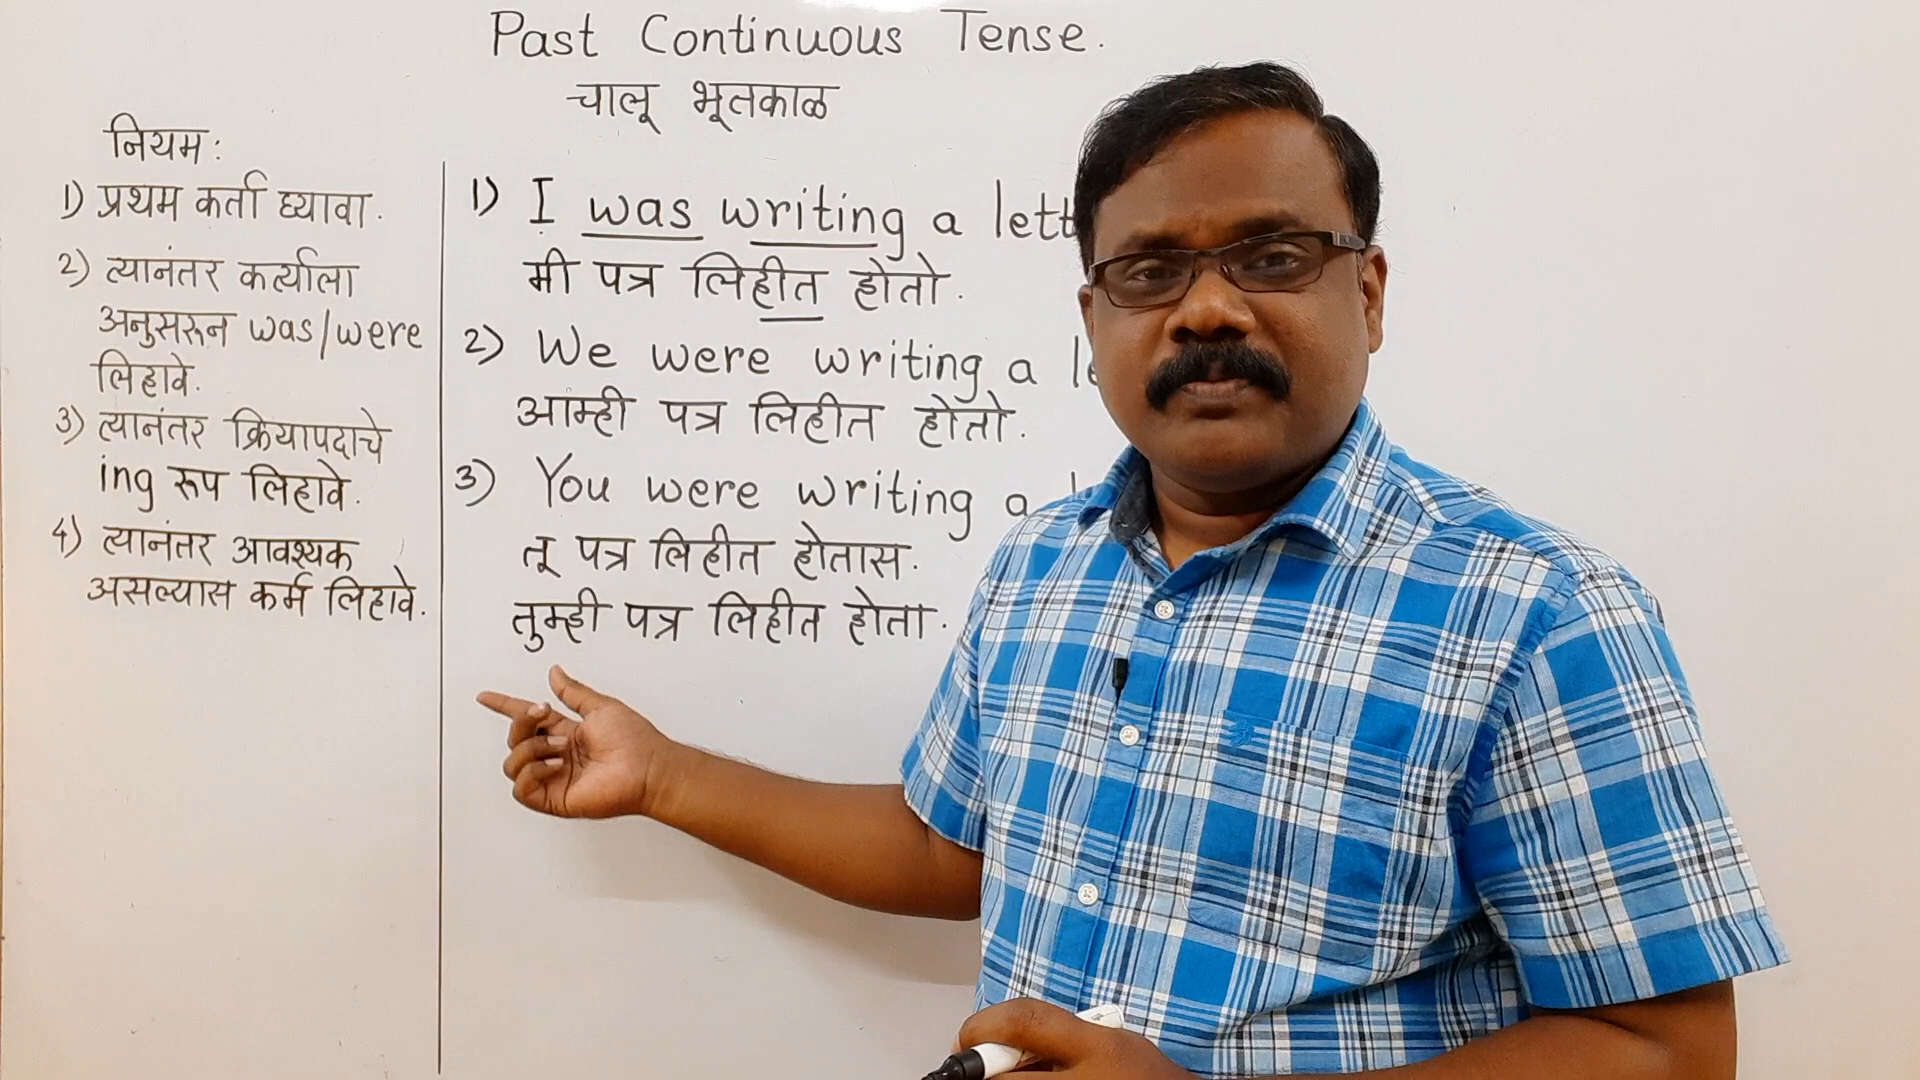 Past Continuous Tense.
चालू भूतकाळ
नियम:
1) प्रथम कर्ता घ्यावा.
2) त्यानंतर कर्त्याला
अनुसरून was/were
लिहावे.
3) त्यानंतर क्रियापदाचे
ing रूप लिहावे.
4) त्यानंतर आवश्यक
असल्यास कर्म लिहावे.
1) I was writing a lett
मी पत्र लिहीत होतो.
2) We were writing a le
आम्ही पत्र लिहीत होतो.
3) You were writing a
तू पत्र लिहीत होतास.
तुम्ही पत्र लिहीत होता.